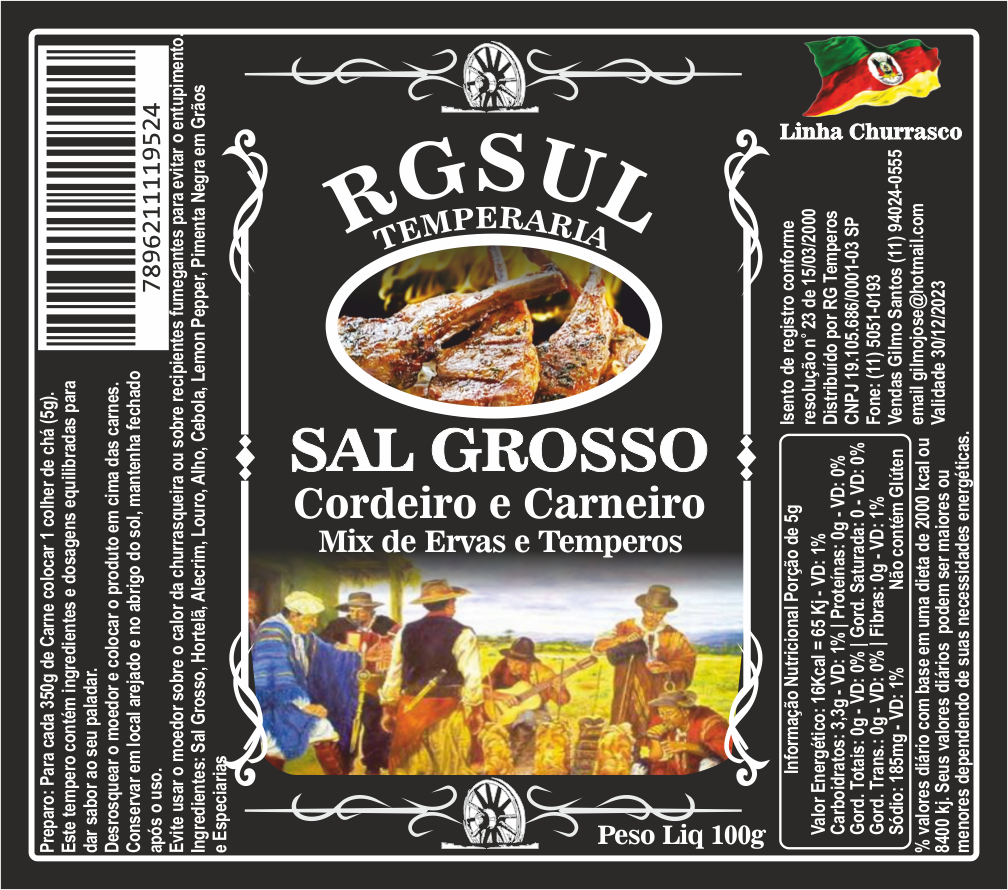 7896211119524
Preparo: Para cada 350g de Carne colocar 1 colher de chá (5g).
Este tempero contém ingredientes e dosagens equilibradas para
dar sabor ao seu paladar.
Desrosquear o moedor e colocar o produto em cima das carnes.
Conservar em local arejado e no abrigo do sol, mantenha fechado
após o uso.
Evite usar o moedor sobre o calor da churrasqueira ou sobre recipientes fumegantes para evitar o entupimento.
Ingredientes: Sal Grosso, Hortelã, Alecrim, Louro, Alho, Cebola, Lemon Pepper, Pimenta Negra em Grãos
e Especiarias
RGSUL
TEMPERARIA
SAL GROSSO
Cordeiro e Carneiro
Mix de Ervas e Temperos
Peso Liq 100g
Linha Churrasco
Isento de registro conforme
resolução n° 23 de 15/03/2000
Distribuído por RG Temperos
CNPJ 19.105.686/0001-03 SP
Fone: (11) 5051-0193
Vendas Gilmo Santos (11) 94024-0555
email gilmojose@hotmail.com
Validade 30/12/2023
Informação Nutricional Porção de 5g
Valor Energético: 16Kcal = 65 Kj - VD: 1%
Carboidratos: 3,3g - VD: 1% | Proteinas: 0g - VD: 0%
Gord. Totais: 0g - VD: 0% | Gord. Saturada: 0 - VD: 0%
Gord. Trans.: 0g - VD: 0% | Fibras: 0g - VD: 1%
Sódio: 185mg - VD: 1% Não contém Glúten
% valores diário com base em uma dieta de 2000 kcal ou
8400 kj. Seus valores diários podem ser maiores ou
menores dependendo de suas necessidades energéticas.